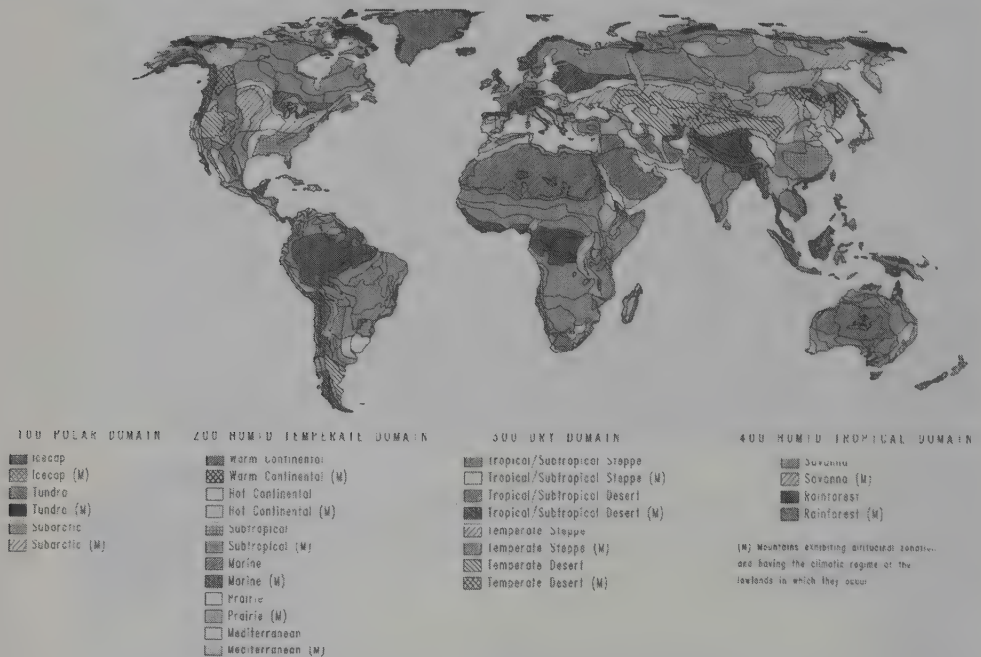 100 POLAR DOMAIN
Icecap
Icecap (M)
Tundra
Tundra (M)
Subarctic
Subarctic (M)
200 HUMID TEMPERATE DOMAIN
Warm Continental
Warm Continental (M)
Hot Continental
Hot Continental (M)
Subtropical
Subtropical (M)
Marine
Marine (M)
Prairie
Prairie (M)
Mediterranean
Mediterranean (M)
300 DRY DOMAIN
Tropical/Subtropical Steppe
Tropical/Subtropical Steppe (M)
Tropical/Subtropical Desert
Tropical/Subtropical Desert (M)
Temperate Steppe
Temperate Steppe (M)
Temperate Desert
Temperate Desert (M)
400 HUMID TROPICAL DOMAIN
Savanna
Savanna (M)
Rainforest
Rainforest (M)
(M) Mountains exhibiting altitudinal zonation
and having the climatic regime of the
lowlands in which they occur